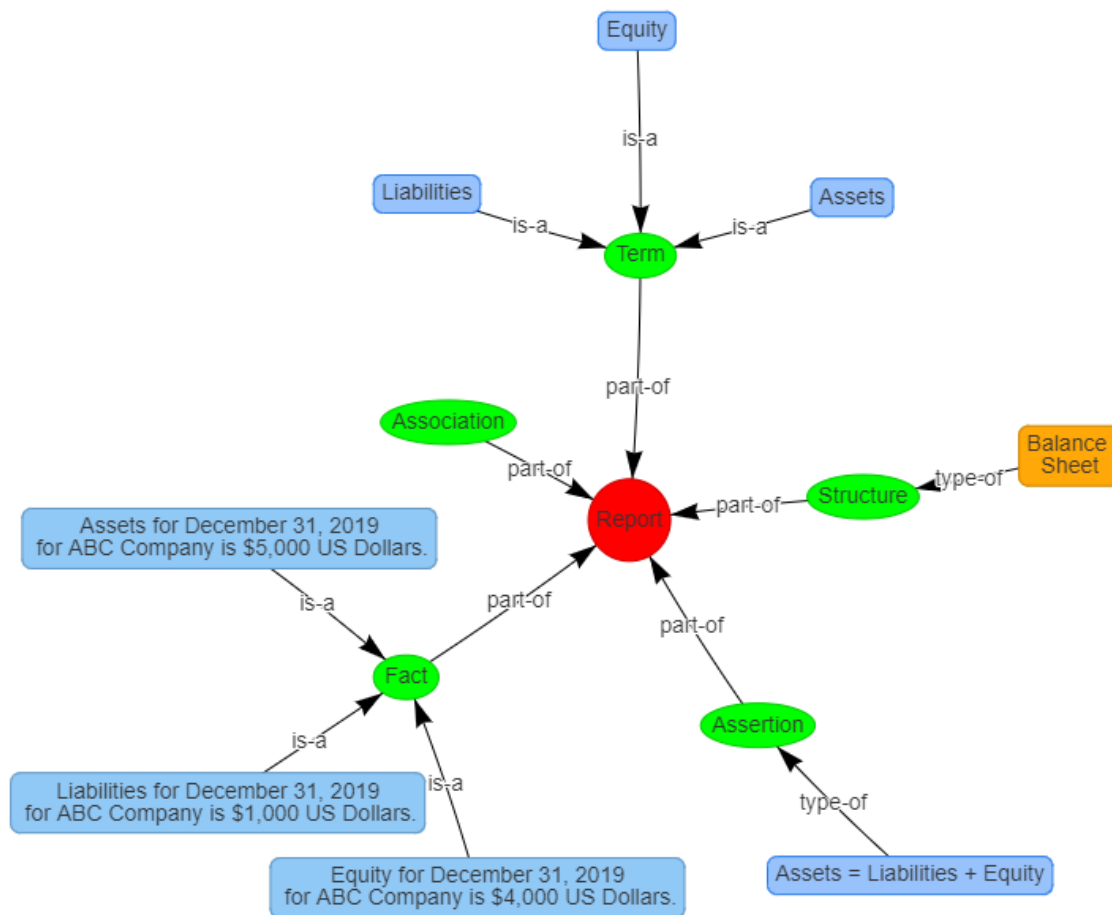 Equity
is-a
Liabilities
Assets
is-a
is-a
Term
part-of
Association
part-of
Balance
Sheet
type-of
Structure
part-of
Report
Assets for December 31, 2019
for ABC Company is $5,000 US Dollars.
is-a
part-of
part-of
Fact
Assertion
is-a
is-a
Liabilities for December 31, 2019
for ABC Company is $1,000 US Dollars.
type-of
Equity for December 31, 2019
for ABC Company is $4,000 US Dollars.
Assets = Liabilities + Equity